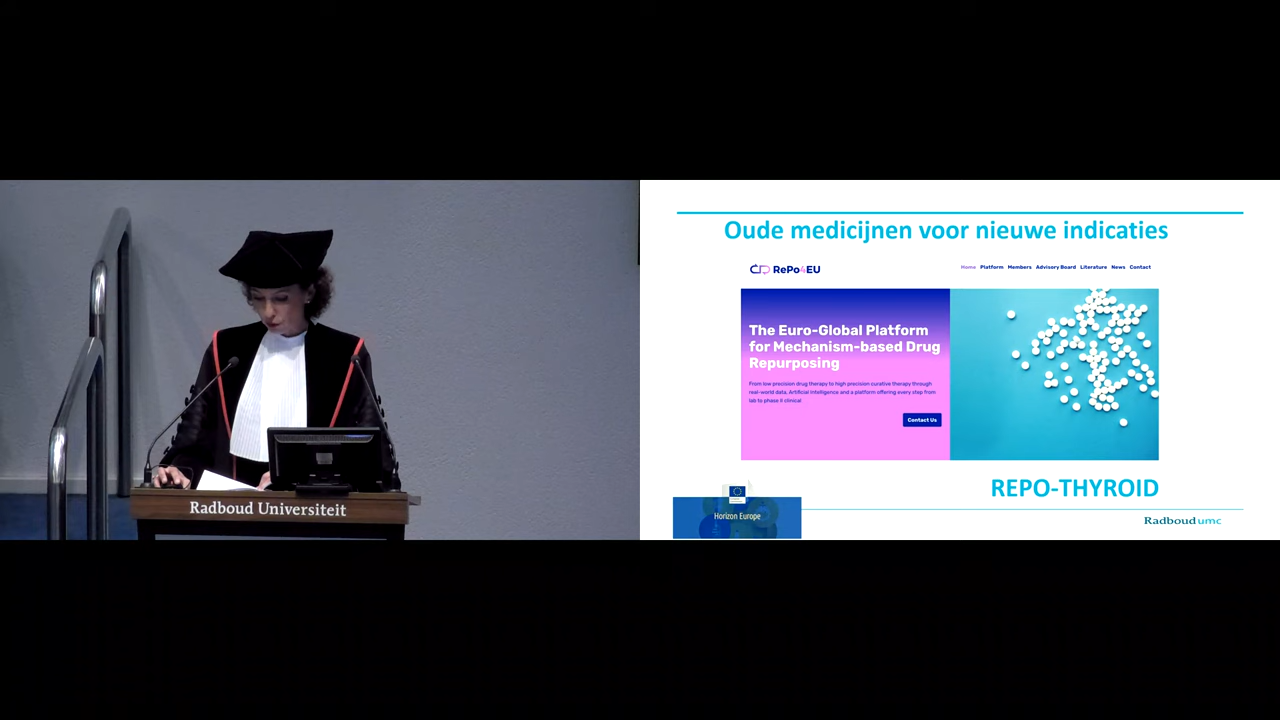 Radboud Universiteit
Oude medicijnen voor nieuwe indicaties
RePo4EU
Home Platform Members Advisory Board Literature News Contact
The Euro-Global Platform
for Mechanism-based Drug
Repurposing
From low precision drug therapy to high precision curative therapy through
real-world data, Artificial Intelligence and a platform offering every step from
lab to phase II clinical
Contact Us
REPO-THYROID
Horizon Europe
Radboudumc